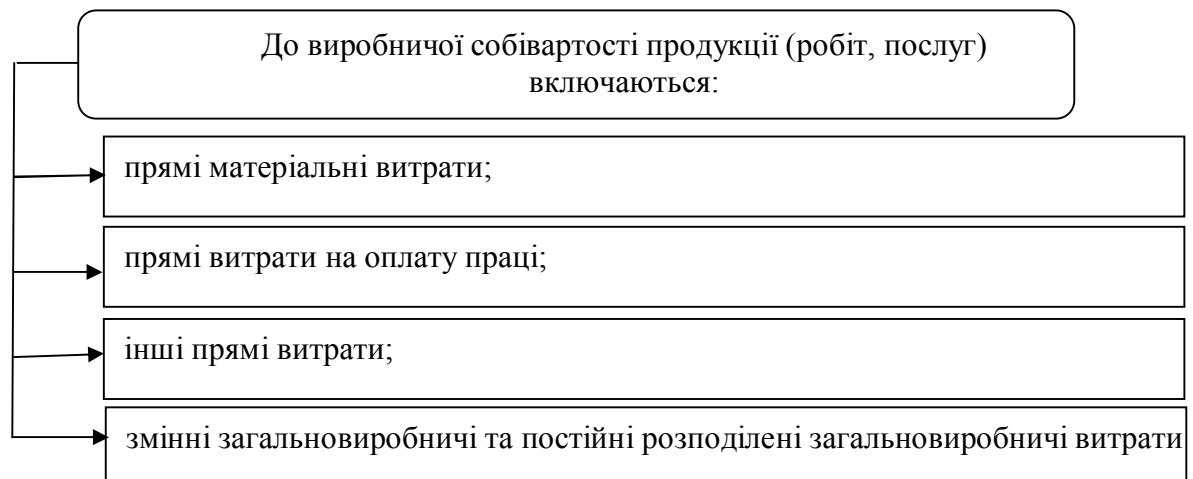 До виробничої собівартості продукції (робіт, послуг)
включаються:
прямі матеріальні витрати;
прямі витрати на оплату праці;
інші прямі витрати;
змінні загальновиробничі та постійні розподілені загальновиробничі витрати